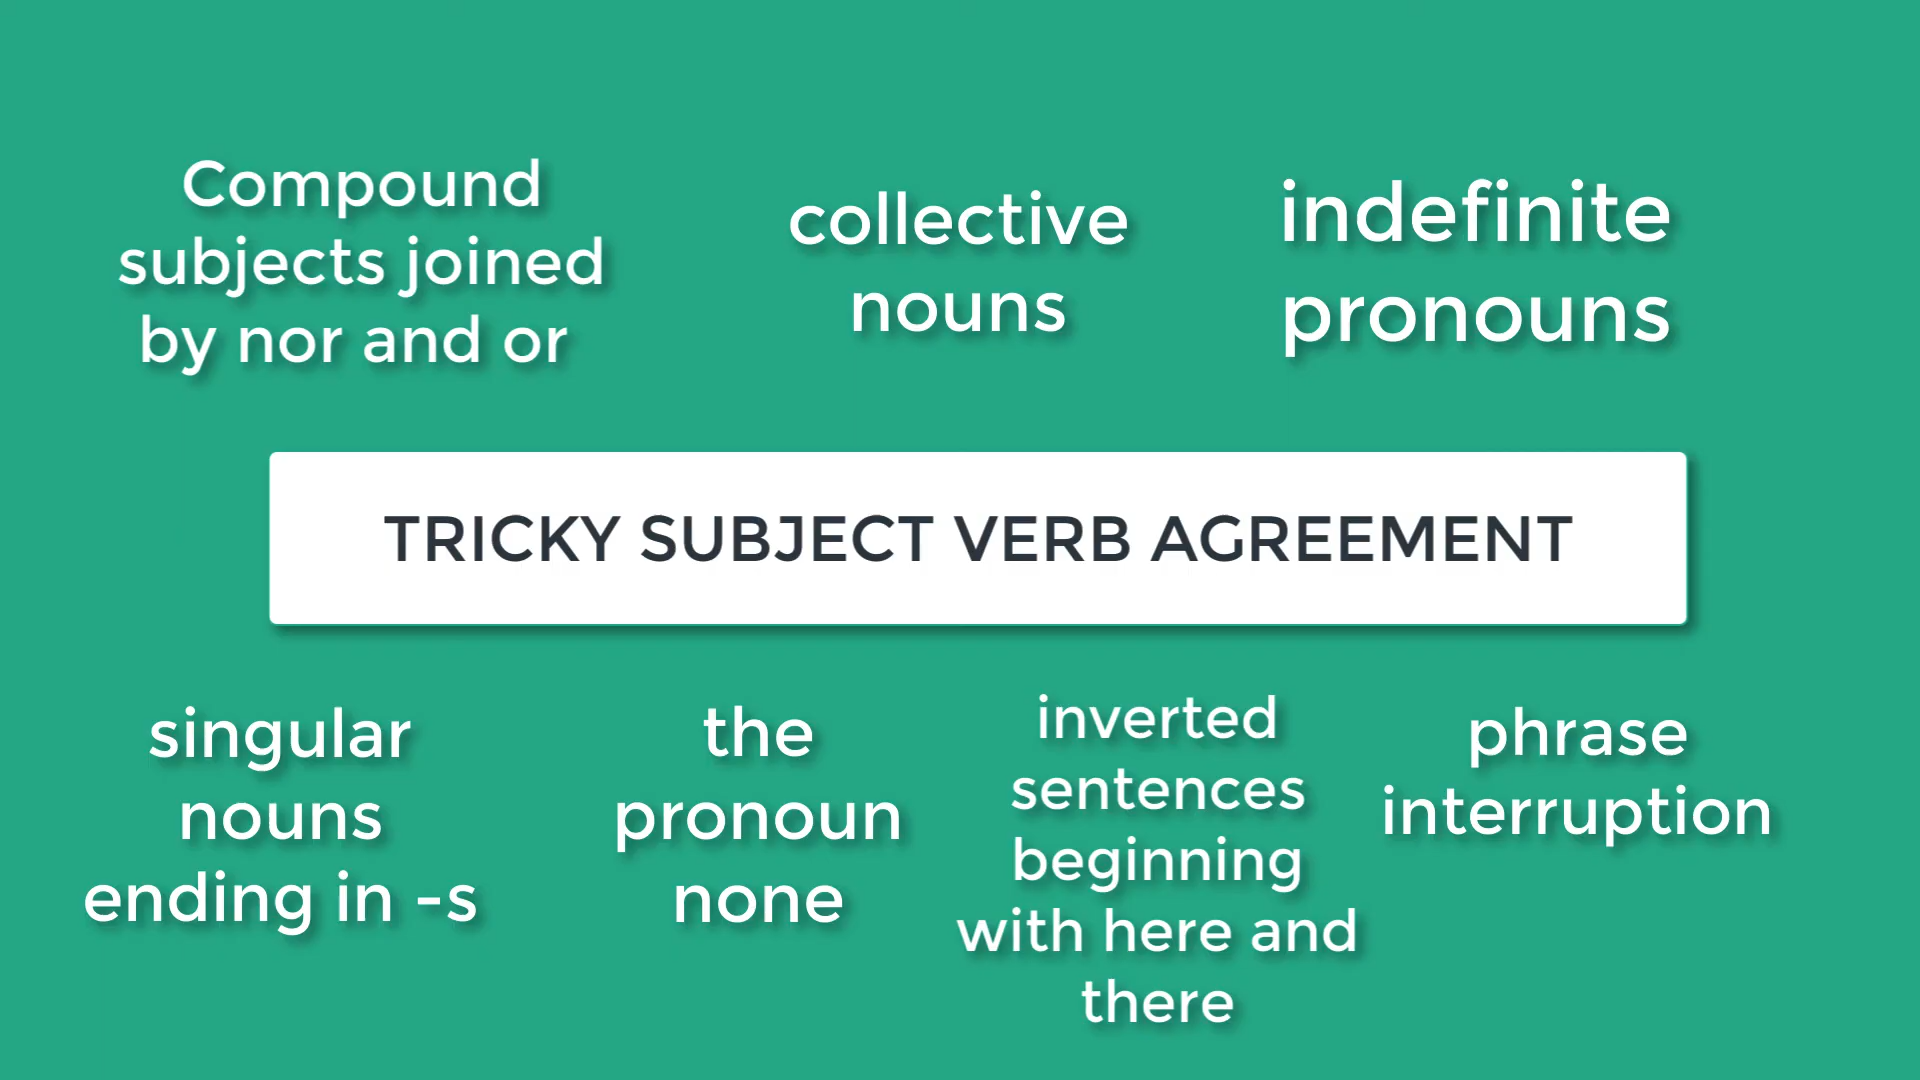 Compound
subjects joined
by nor and or
collective
nouns
indefinite
pronouns
TRICKY SUBJECT VERB AGREEMENT
singular
nouns
ending in -s
the
pronoun
none
inverted
sentences
beginning
with here and
there
phrase
interruption